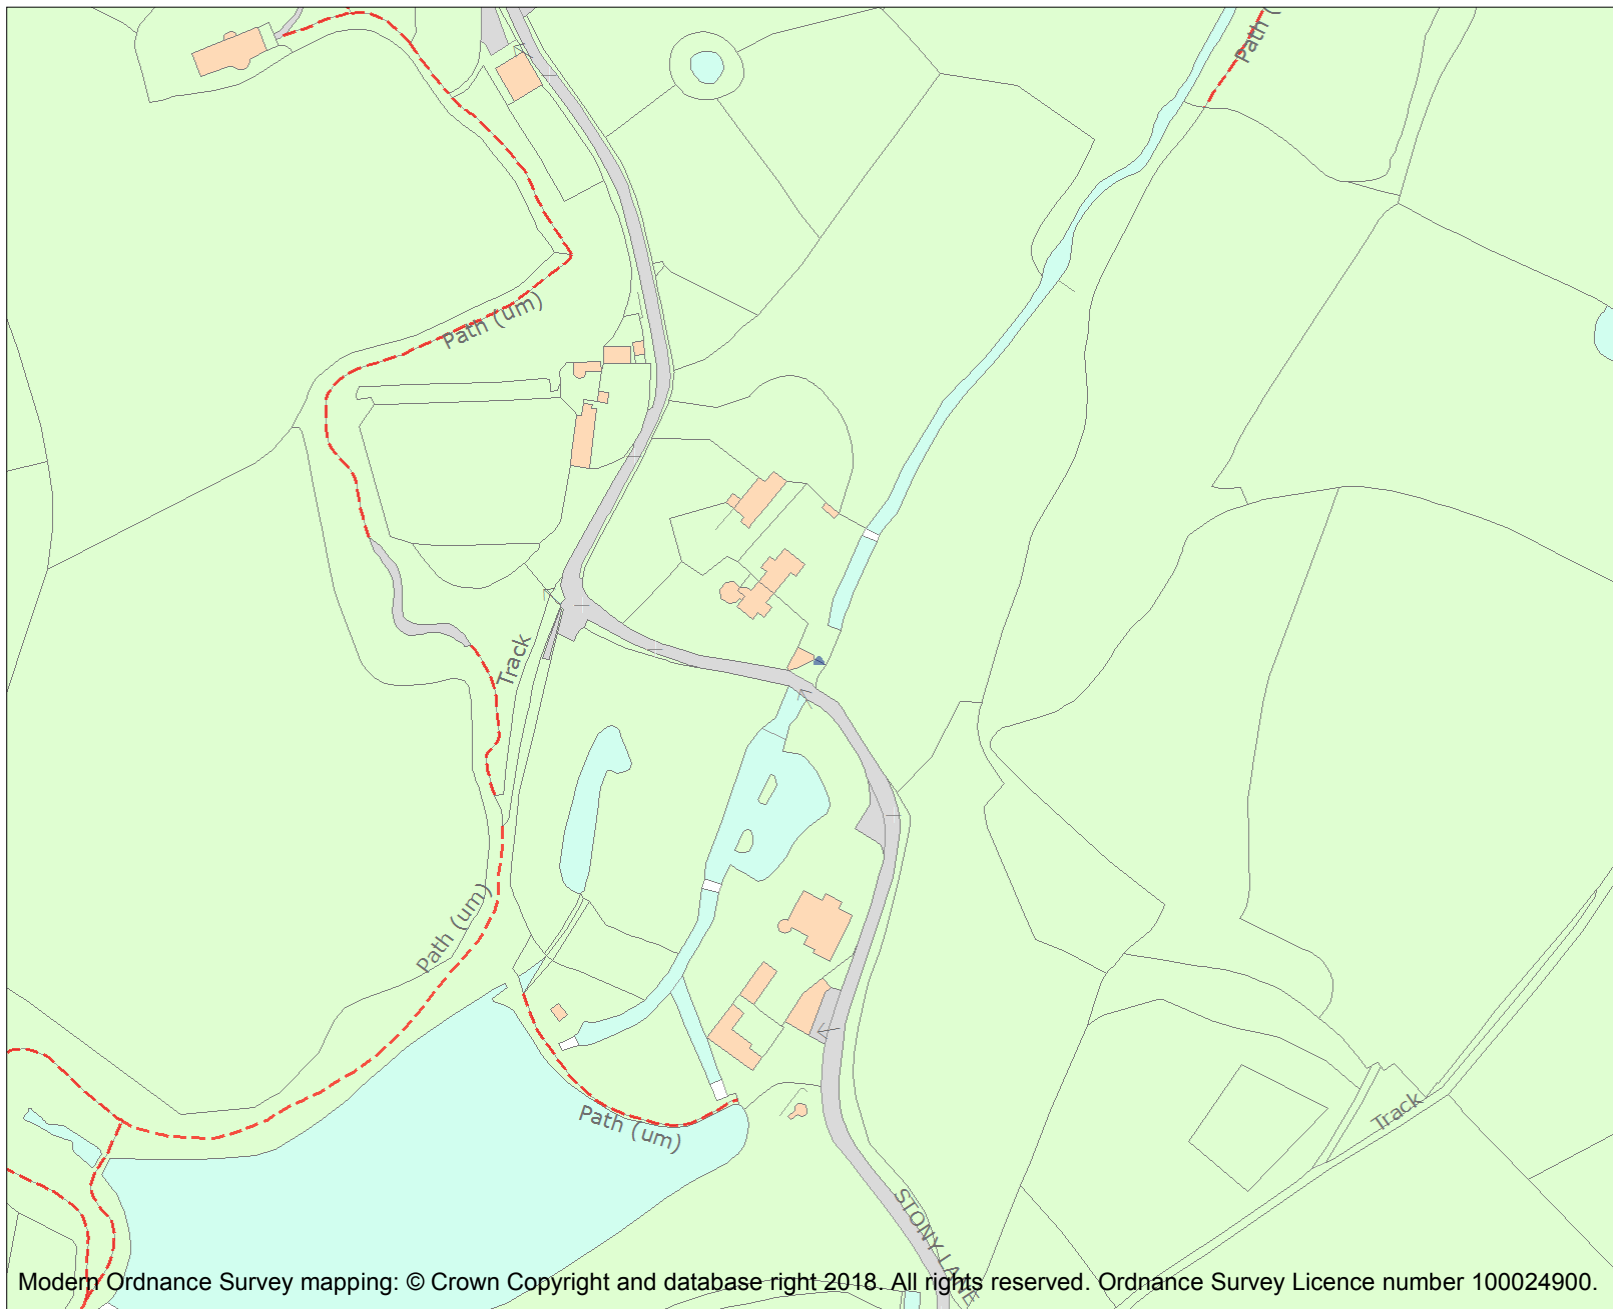 Path (
Path (um)
Track
Path (um)
Path (um)
Track
STONY LANE
Modern Ordnance Survey mapping: © Crown Copyright and database right 2018. All rights reserved. Ordnance Survey Licence number 100024900.